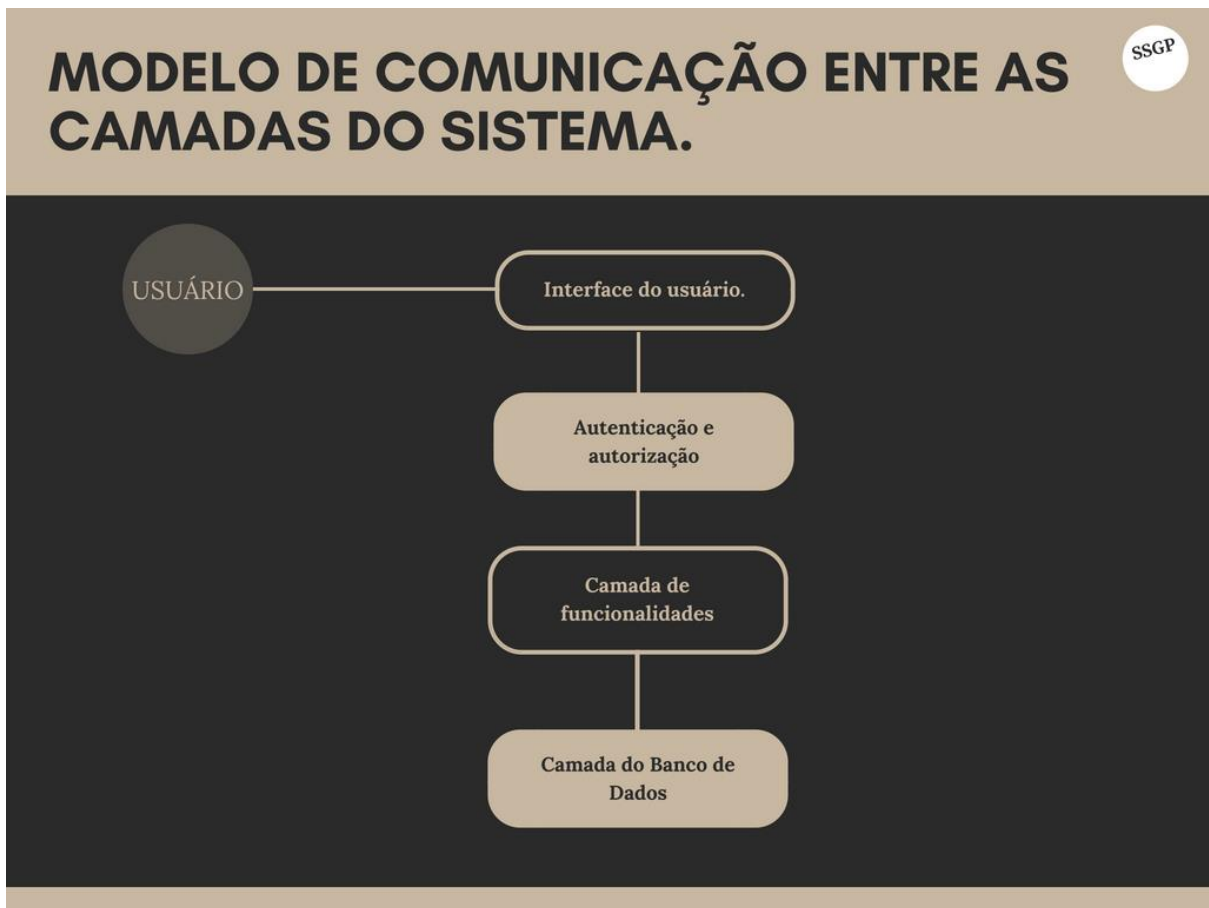 MODELO DE COMUNICAÇÃO ENTRE AS
CAMADAS DO SISTEMA.
SSGP
USUÁRIO
Interface do usuário.
Autenticação e
autorização
Camada de
funcionalidades
Camada do Banco de
Dados